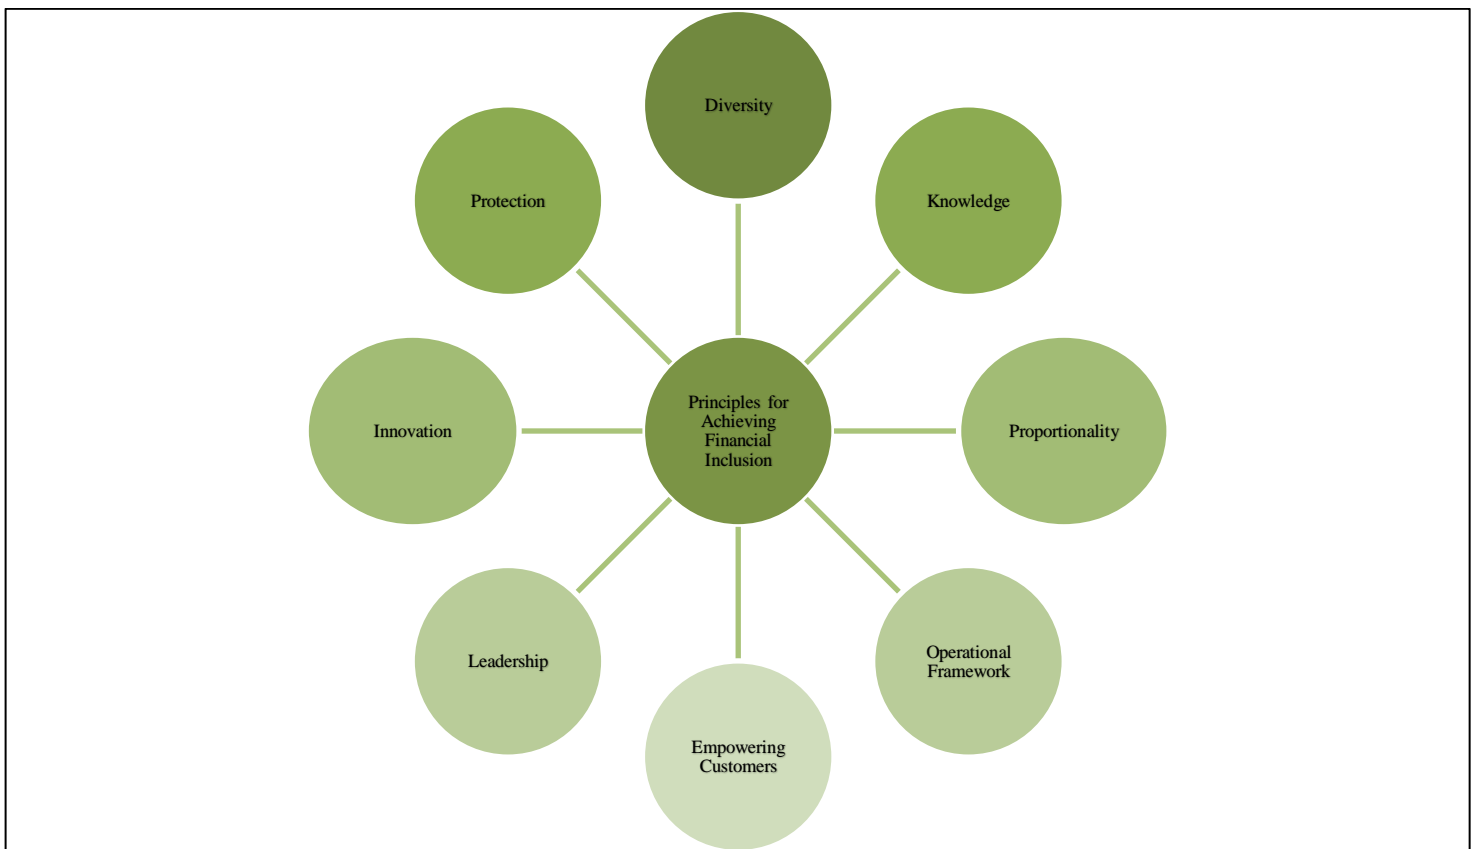 Diversity
Protection
Knowledge
Innovation
Principles for
Achieving
Financial
Inclusion
Proportionality
Leadership
Operational
Framework
Empowering
Customers